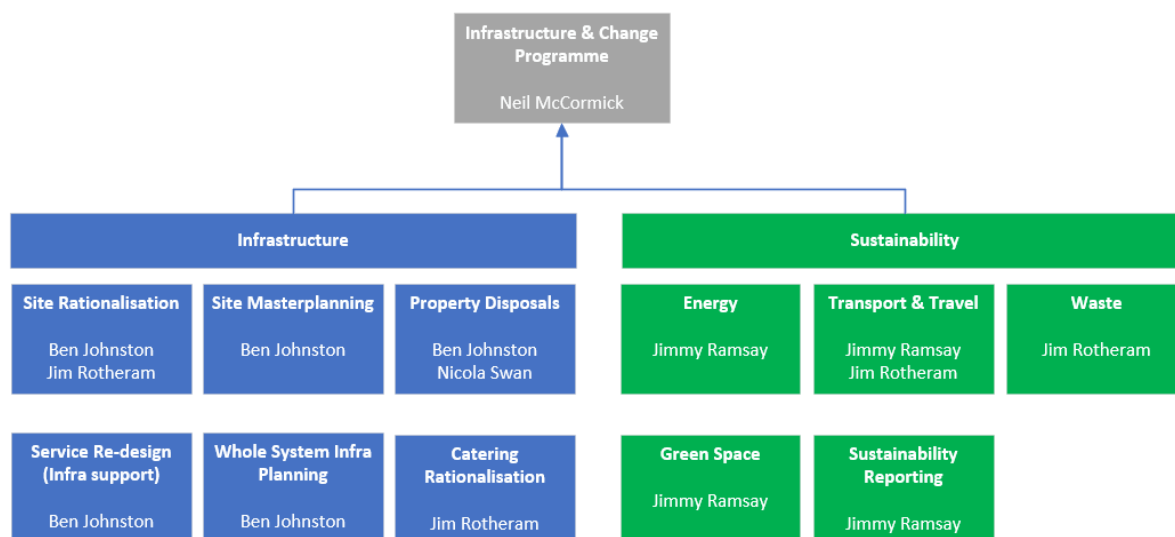 Infrastructure & Change
Programme
Neil McCormick
Infrastructure
Sustainability
Site Rationalisation
Ben Johnston
Jim Rotheram
Site Masterplanning
Ben Johnston
Property Disposals
Ben Johnston
Nicola Swan
Energy
Jimmy Ramsay
Transport & Travel
Jimmy Ramsay
Jim Rotheram
Waste
Jim Rotheram
Service Re-design
(Infra support)
Ben Johnston
Whole System Infra
Planning
Ben Johnston
Catering
Rationalisation
Jim Rotheram
Green Space
Jimmy Ramsay
Sustainability
Reporting
Jimmy Ramsay